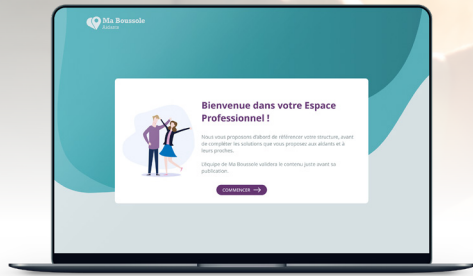 Ma Boussole
Aidants
Bienvenue dans votre Espace
Professionnel !
Nous vous proposons d'abord de référencer votre structure, avant
de compléter les solutions que vous proposez aux aidants et à
leurs proches.
L'équipe de Ma Boussole validera le contenu juste avant sa
publication.
COMMENCER